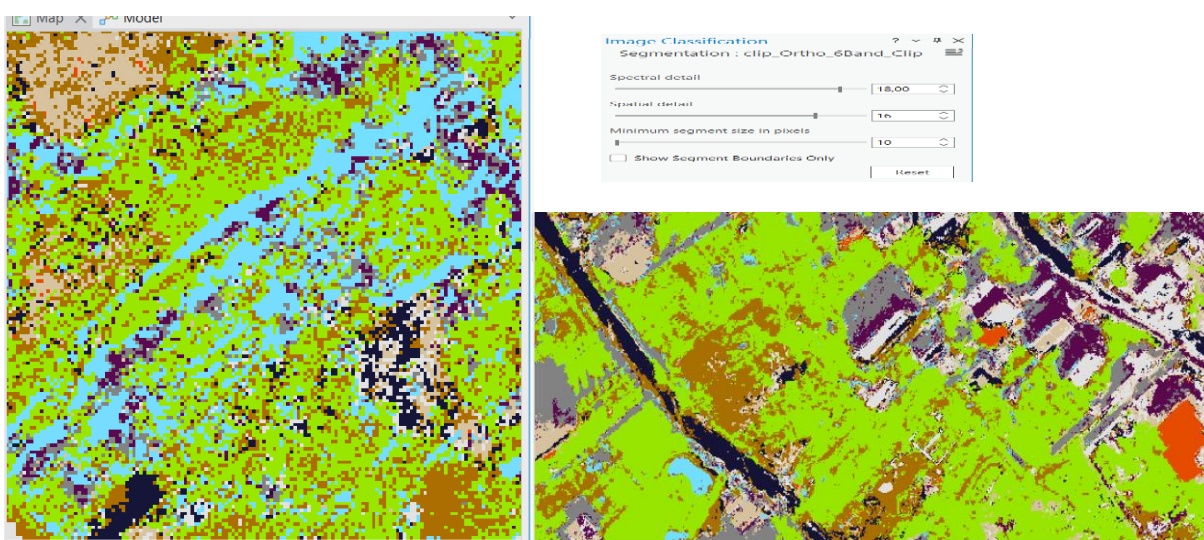 Map
Model
Image Classification
Segmentation : clip_Ortho_6Band_Clip
Spectral detail
18,00
Spatial detail
16
Minimum segment size in pixels
10
Show Segment Boundaries Only
Reset